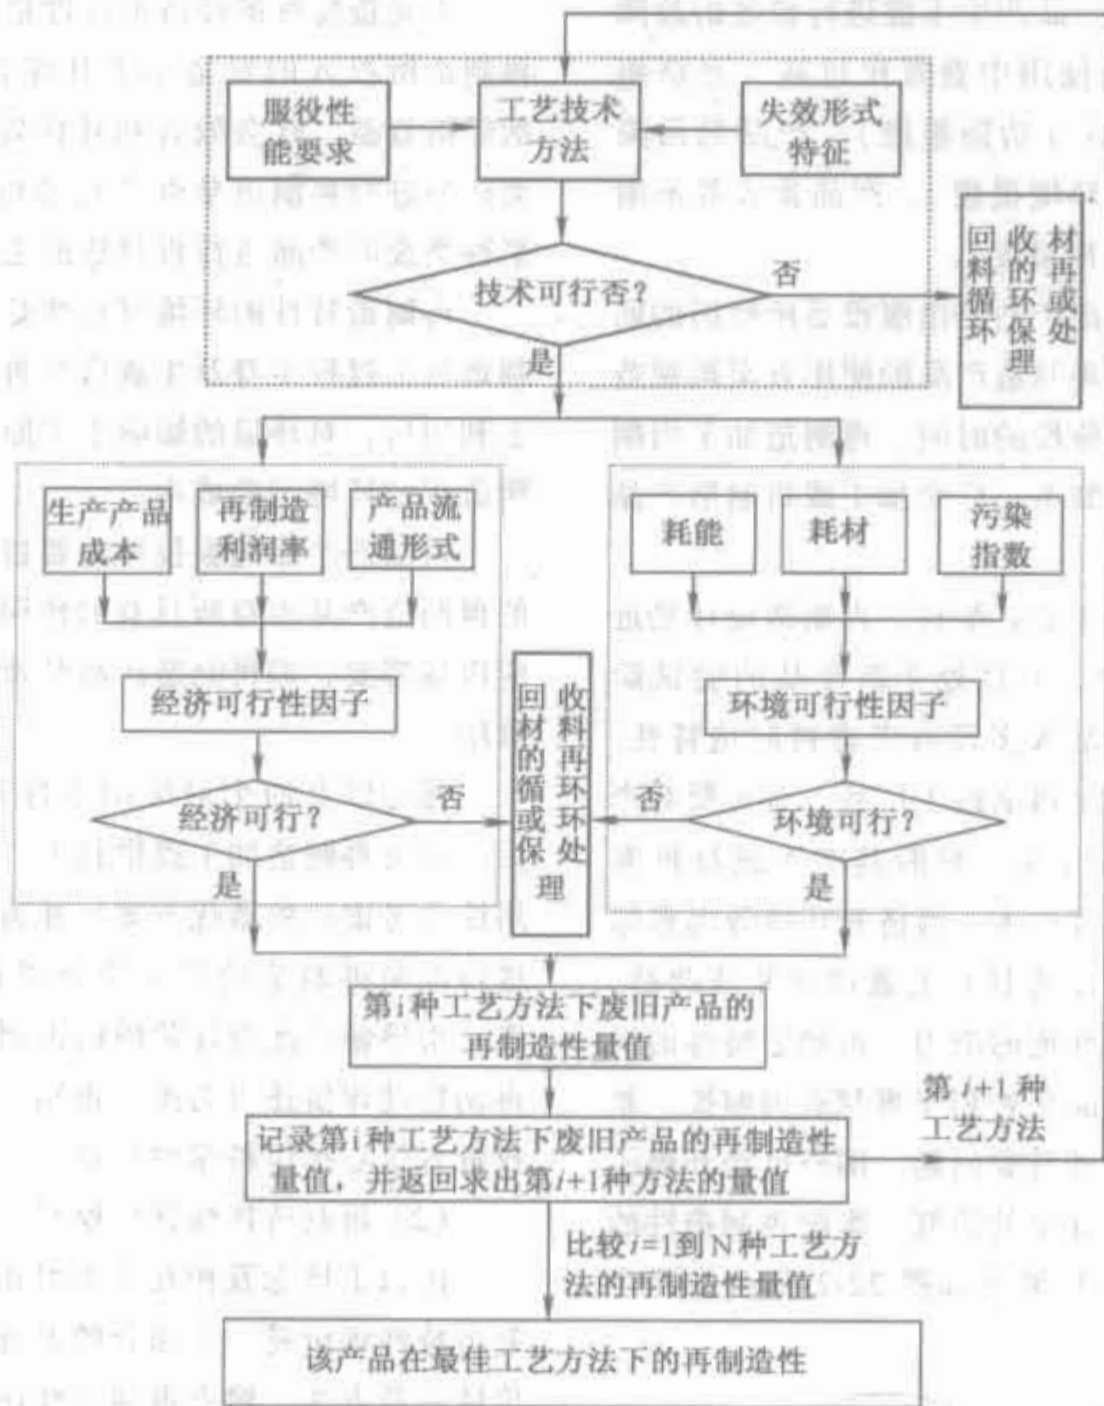 服役性
能要求
工艺技术
方法
失效形式
特征
技术可行否?
否
是
回收材
料的再
循环或
环保处
理
生产产品
成本
再制造
利润率
产品流
通形式
耗能
耗材
污染
指数
经济可行性因子
环境可行性因子
回收
材料
的再
循环
或环
保处
理
经济可行?
否
是
环境可行?
否
是
第i种工艺方法下废旧产品的
再制造性量值
记录第i种工艺方法下废旧产品的再制造性
量值，并返回求出第i+1种方法的量值
第 i+1 种
工艺方法
比较i=1到N种工艺方
法的再制造性量值
该产品在最佳工艺方法下的再制造性